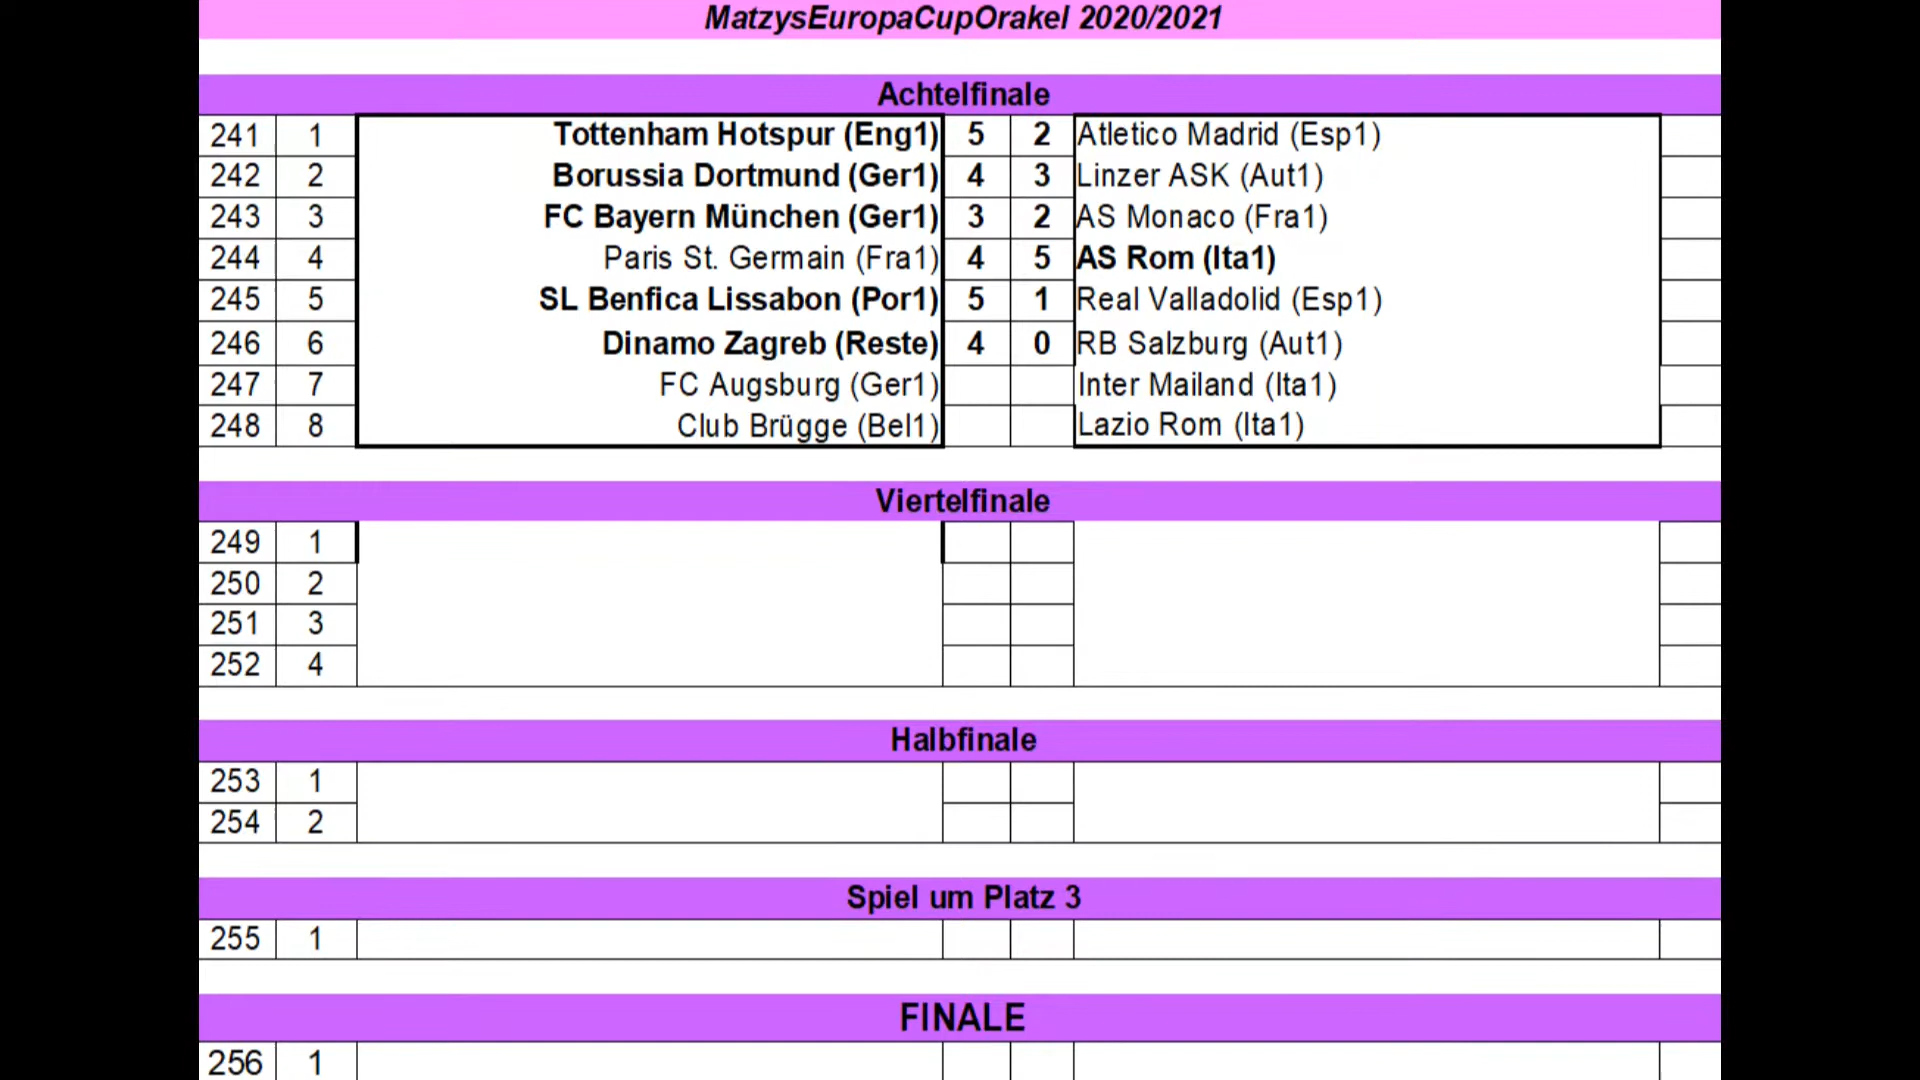 MatzysEuropaCupOrakel 2020/2021
Achtelfinale
241 1 Tottenham Hotspur (Eng1) 5 2 Atletico Madrid (Esp1)
242 2 Borussia Dortmund (Ger1) 4 3 Linzer ASK (Aut1)
243 3 FC Bayern München (Ger1) 3 2 AS Monaco (Fra1)
244 4 Paris St. Germain (Fra1) 4 5 AS Rom (Ita1)
245 5 SL Benfica Lissabon (Por1) 5 1 Real Valladolid (Esp1)
246 6 Dinamo Zagreb (Reste) 4 0 RB Salzburg (Aut1)
247 7 FC Augsburg (Ger1) Inter Mailand (Ita1)
248 8 Club Brügge (Bel1) Lazio Rom (Ita1)
Viertelfinale
249 1
250 2
251 3
252 4
Halbfinale
253 1
254 2
Spiel um Platz 3
255 1
FINALE
256 1